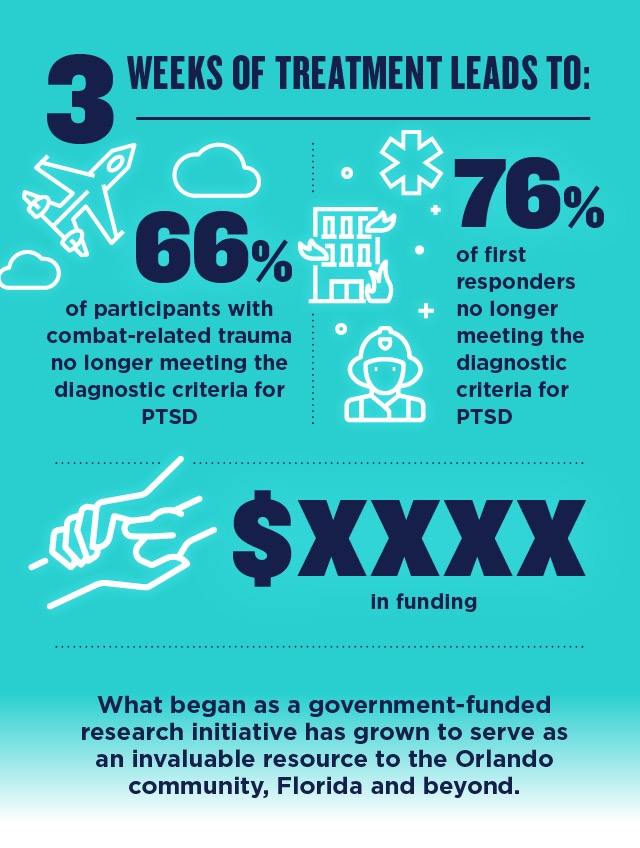 3 WEEKS OF TREATMENT LEADS TO:
66%
of participants with
combat-related trauma
no longer meeting the
diagnostic criteria for
PTSD
76%
of first
responders
no longer
meeting the
diagnostic
criteria for
PTSD
$XXXX
in funding
What began as a government-funded
research initiative has grown to serve as
an invaluable resource to the Orlando
community, Florida and beyond.